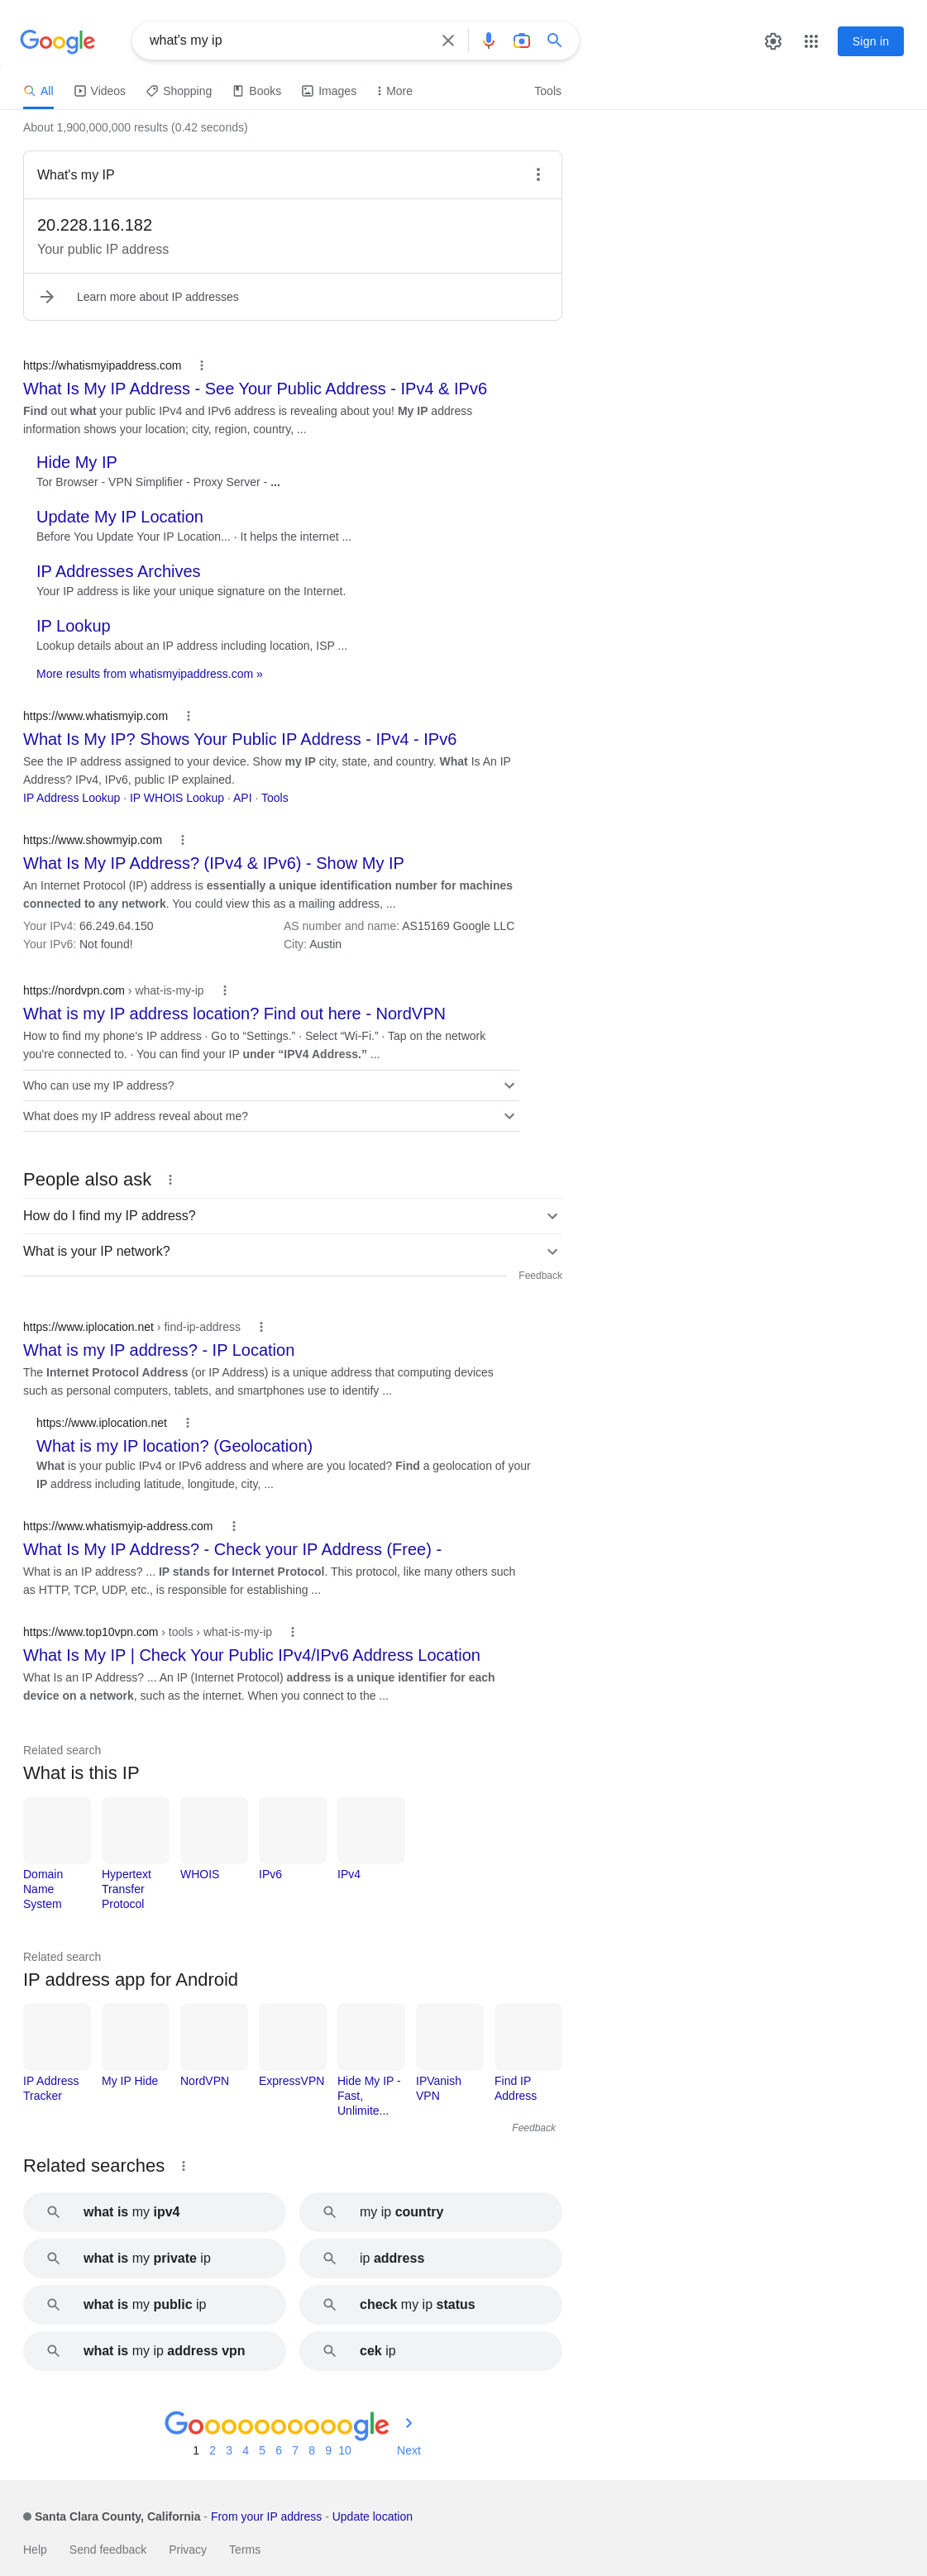 Google
what's my ip
Sign in
All
Videos
Shopping
Books
Images
More
Tools
About 1,900,000,000 results (0.42 seconds)
What's my IP
20.228.116.182
Your public IP address
Learn more about IP addresses
https://whatismyipaddress.com
What Is My IP Address - See Your Public Address - IPv4 & IPv6
Find out what your public IPv4 and IPv6 address is revealing about you! My IP address
information shows your location; city, region, country, ...
Hide My IP
Tor Browser - VPN Simplifier - Proxy Server - ...
Update My IP Location
Before You Update Your IP Location... · It helps the internet ...
IP Addresses Archives
Your IP address is like your unique signature on the Internet.
IP Lookup
Lookup details about an IP address including location, ISP ...
More results from whatismyipaddress.com »
https://www.whatismyip.com
What Is My IP? Shows Your Public IP Address - IPv4 - IPv6
See the IP address assigned to your device. Show my IP city, state, and country. What Is An IP
Address? IPv4, IPv6, public IP explained.
IP Address Lookup · IP WHOIS Lookup · API · Tools
https://www.showmyip.com
What Is My IP Address? (IPv4 & IPv6) - Show My IP
An Internet Protocol (IP) address is essentially a unique identification number for machines
connected to any network. You could view this as a mailing address, ...
Your IPv4: 66.249.64.150
AS number and name: AS15169 Google LLC
Your IPv6: Not found!
City: Austin
https://nordvpn.com › what-is-my-ip
What is my IP address location? Find out here - NordVPN
How to find my phone's IP address · Go to “Settings.” · Select “Wi-Fi.” · Tap on the network
you're connected to. · You can find your IP under “IPV4 Address.” ...
Who can use my IP address?
What does my IP address reveal about me?
People also ask
How do I find my IP address?
What is your IP network?
Feedback
https://www.iplocation.net › find-ip-address
What is my IP address? - IP Location
The Internet Protocol Address (or IP Address) is a unique address that computing devices
such as personal computers, tablets, and smartphones use to identify ...
https://www.iplocation.net
What is my IP location? (Geolocation)
What is your public IPv4 or IPv6 address and where are you located? Find a geolocation of your
IP address including latitude, longitude, city, ...
https://www.whatismyip-address.com
What Is My IP Address? - Check your IP Address (Free) -
What is an IP address? ... IP stands for Internet Protocol. This protocol, like many others such
as HTTP, TCP, UDP, etc., is responsible for establishing ...
https://www.top10vpn.com › tools › what-is-my-ip
What Is My IP | Check Your Public IPv4/IPv6 Address Location
What Is an IP Address? ... An IP (Internet Protocol) address is a unique identifier for each
device on a network, such as the internet. When you connect to the ...
Related search
What is this IP
Domain
Name
System
Hypertext
Transfer
Protocol
WHOIS
IPv6
IPv4
Related search
IP address app for Android
IP Address
Tracker
My IP Hide
NordVPN
ExpressVPN
Hide My IP -
Fast,
Unlimite...
IPVanish
VPN
Find IP
Address
Feedback
Related searches
what is my ipv4
my ip country
what is my private ip
ip address
what is my public ip
check my ip status
what is my ip address vpn
cek ip
Goooooooooogle
1 2 3 4 5 6 7 8 9 10 Next
Santa Clara County, California - From your IP address - Update location
Help
Send feedback
Privacy
Terms